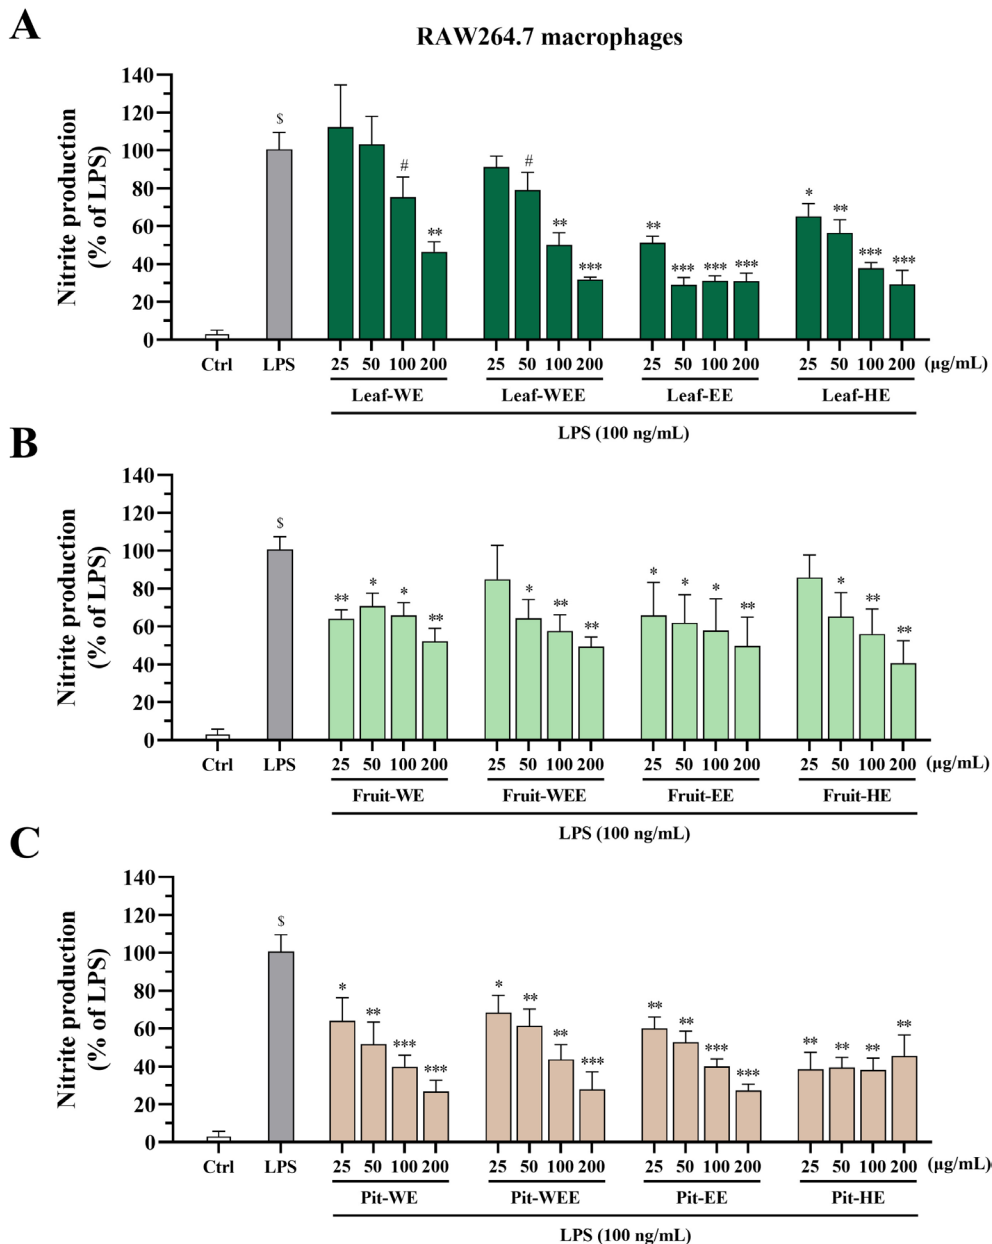 A
RAW264.7 macrophages
Nitrite production
(% of LPS)
140
120
100
80
60
40
20
0
$
#
**
#
**
***
**
***
***
***
*
**
***
***
Ctrl
LPS
25 50 100 200
25 50 100 200
25 50 100 200
25 50 100 200
(µg/mL)
Leaf-WE
Leaf-WEE
Leaf-EE
Leaf-HE
LPS (100 ng/mL)
B
Nitrite production
(% of LPS)
140
120
100
80
60
40
20
0
$
**
*
*
**
*
**
**
*
*
*
**
*
**
**
Ctrl
LPS
25 50 100 200
25 50 100 200
25 50 100 200
25 50 100 200
(µg/mL)
Fruit-WE
Fruit-WEE
Fruit-EE
Fruit-HE
LPS (100 ng/mL)
C
Nitrite production
(% of LPS)
140
120
100
80
60
40
20
0
$
*
**
***
***
*
**
**
***
**
**
***
***
**
**
**
**
Ctrl
LPS
25 50 100 200
25 50 100 200
25 50 100 200
25 50 100 200
(µg/mL)
Pit-WE
Pit-WEE
Pit-EE
Pit-HE
LPS (100 ng/mL)